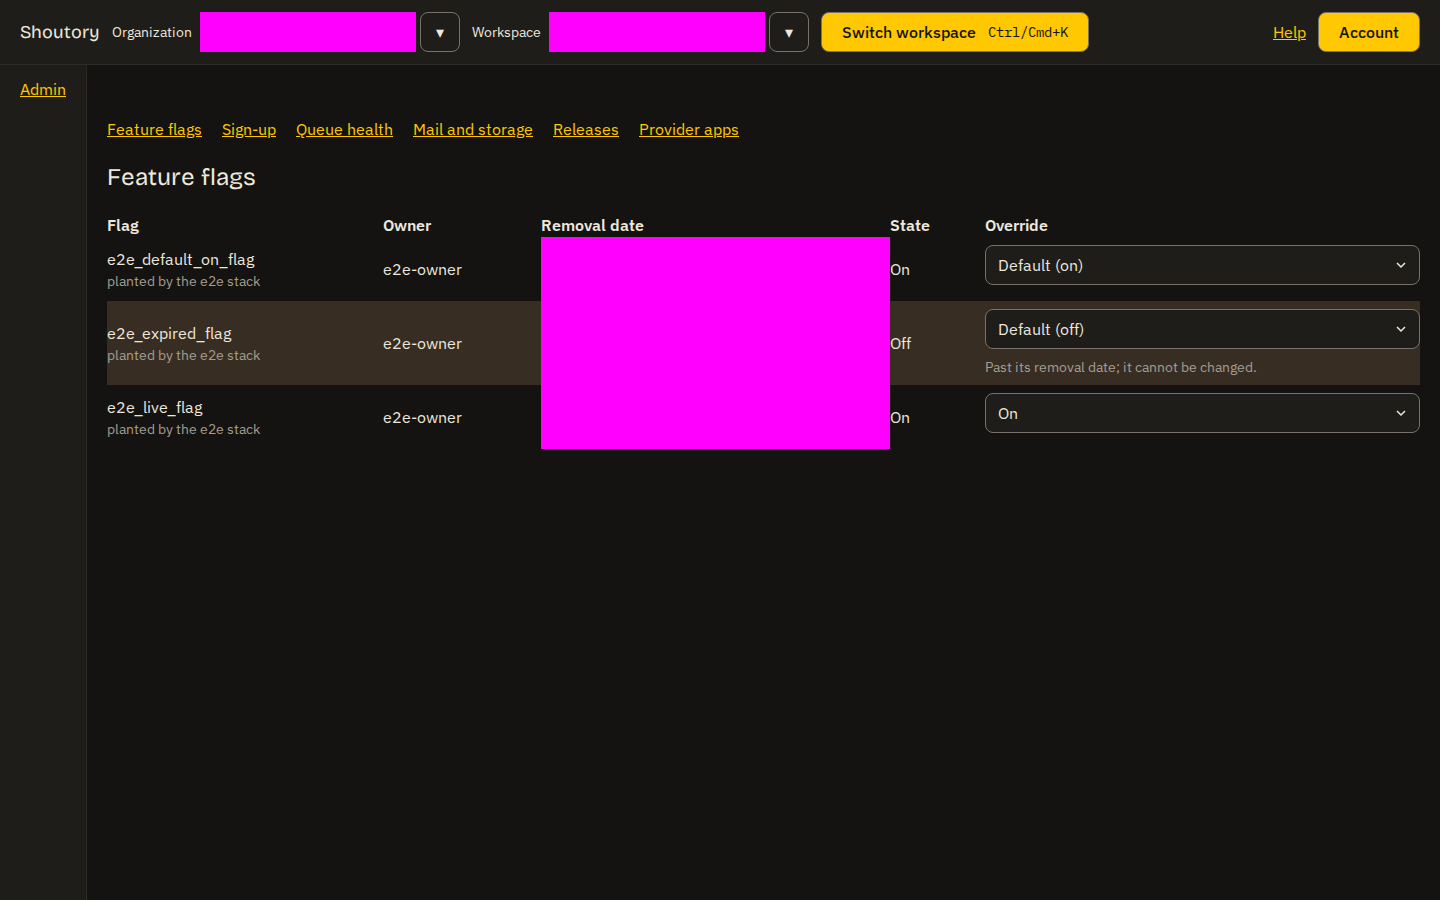 Shoutory Organization ▼ Workspace ▼ Switch workspace Ctrl/Cmd+K Help Account
Admin
Feature flags Sign-up Queue health Mail and storage Releases Provider apps
Feature flags
Flag Owner Removal date State Override
e2e_default_on_flag
planted by the e2e stack
e2e-owner On Default (on)
e2e_expired_flag
planted by the e2e stack
e2e-owner Off Default (off)
Past its removal date; it cannot be changed.
e2e_live_flag
planted by the e2e stack
e2e-owner On On